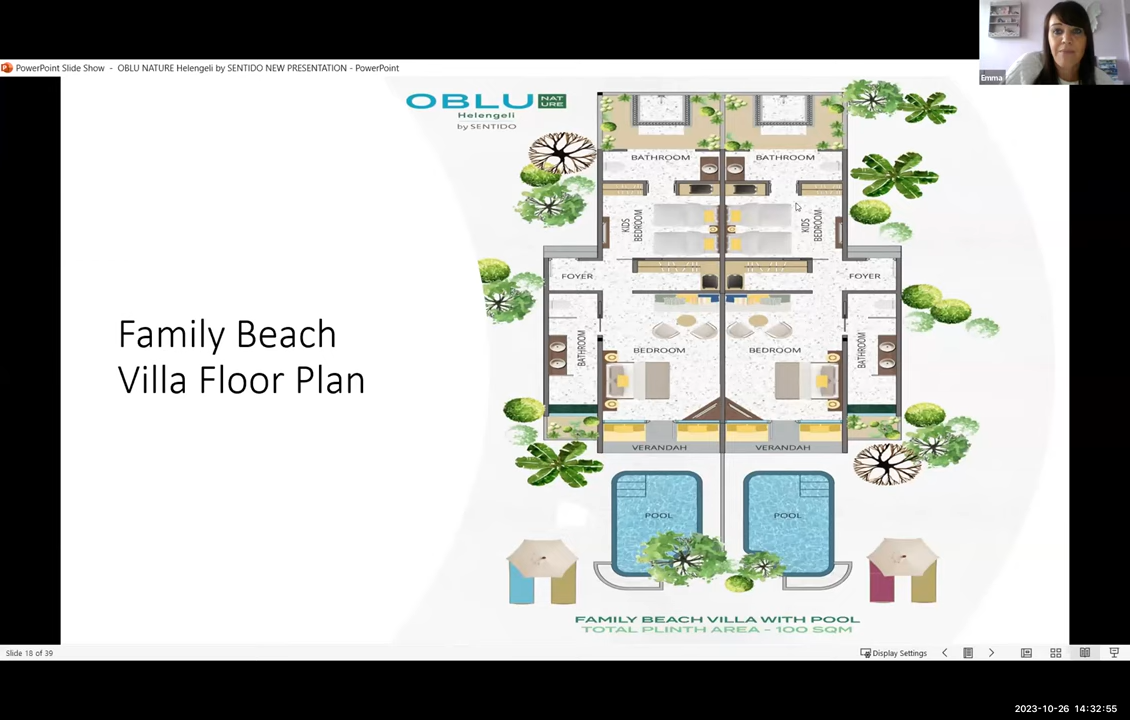 Emma
PowerPoint Slide Show - OBLU NATURE Helengeli by SENTIDO NEW PRESENTATION - PowerPoint
OBLU NAT
URE
Helengeli
by SENTIDO
BATHROOM BATHROOM
KIDS
BEDROOM
KIDS
BEDROOM
FOYER FOYER
BATHROOM
BEDROOM BEDROOM
BATHROOM
Family Beach
Villa Floor Plan
VERANDAH VERANDAH
POOL POOL
FAMILY BEACH VILLA WITH POOL
TOTAL PLINTH AREA - 100 SQM
Slide 18 of 39
Display Settings
2023-10-26 14:32:55